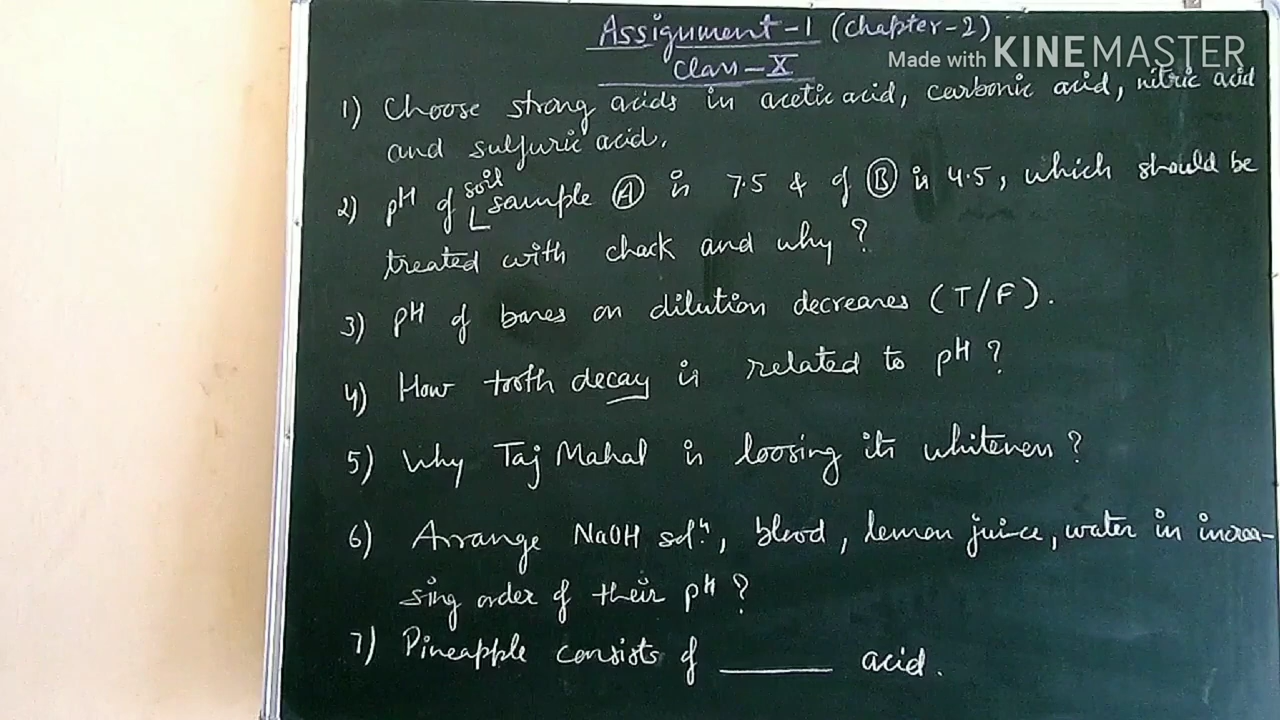 Assignment-1 (Chapter-2)
Made with KINEMASTER
Class-X
1) Choose strong acids in acetic acid, carbonic acid, nitric acid
and sulfuric acid.
2) pH of soil sample Ⓐ is 7.5 & of Ⓑ is 4.5, which should be
treated with chack and why?
3) pH of bases on dilution decreases (T/F).
4) How tooth decay is related to pH?
5) Why Taj Mahal is loosing its whiteness?
6) Arrange NaOH solⁿ., blood, lemon juice, water in increa-
sing order of their pH?
7) Pineapple consists of ______ acid.